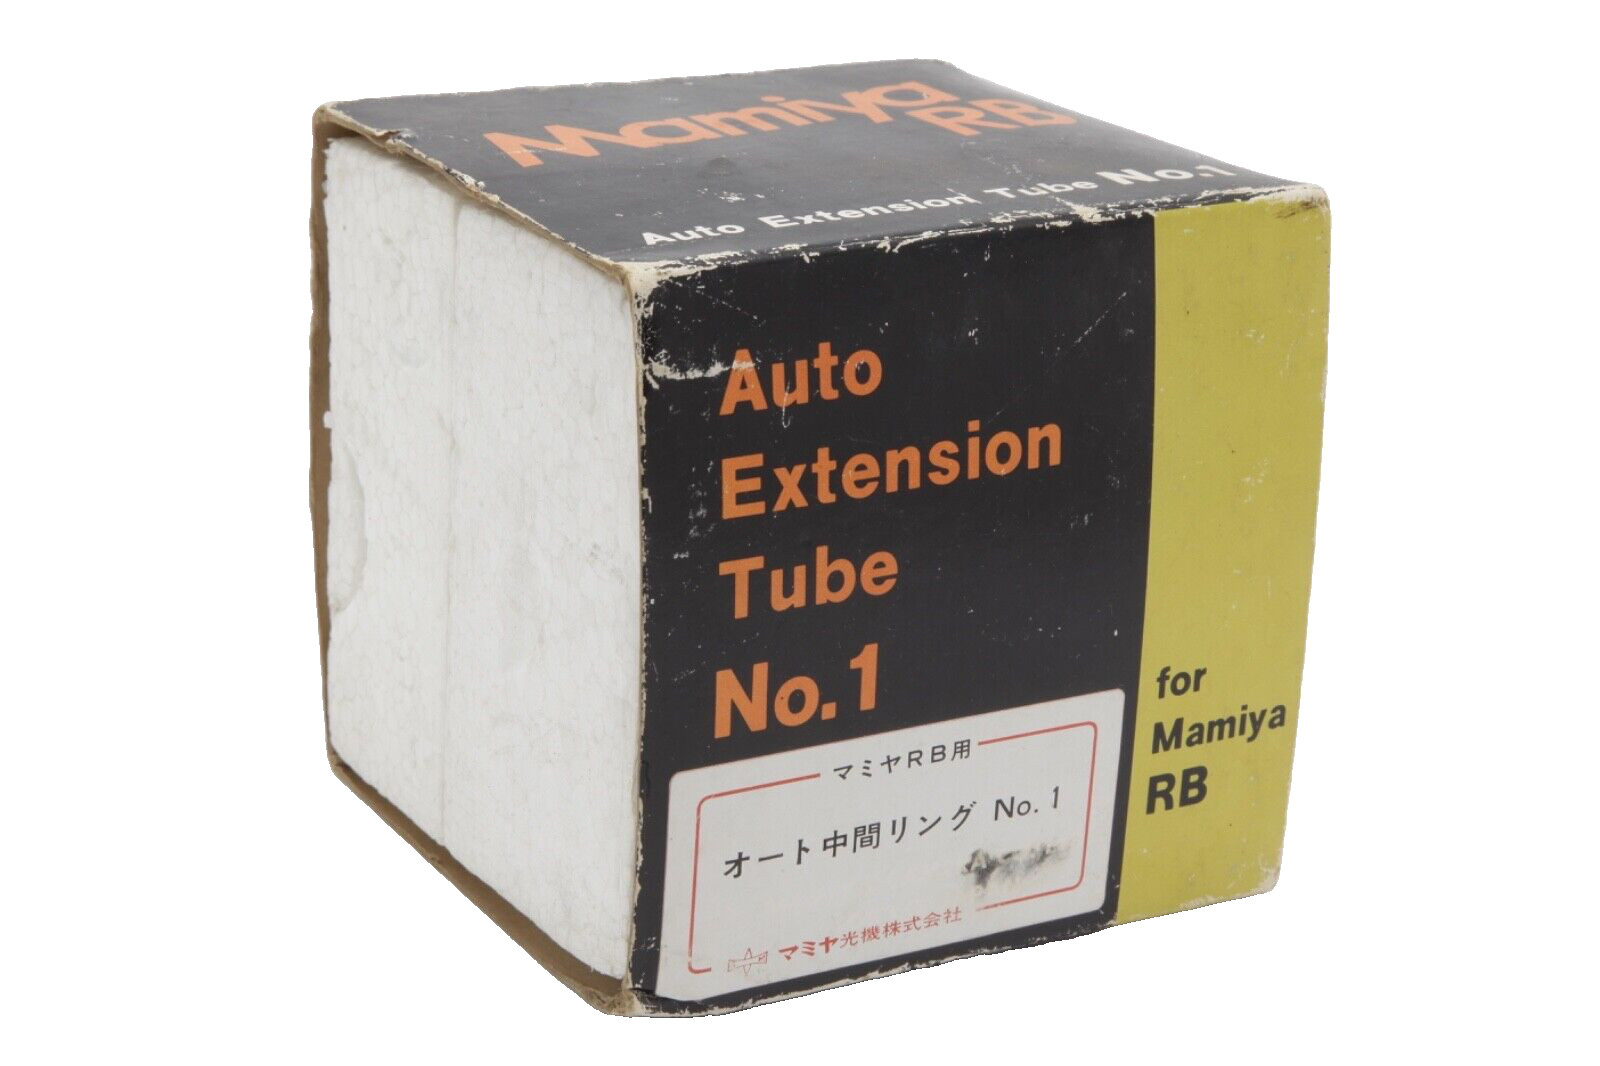 Mamiya
RB
Auto Extension Tube No.1
Auto
Extension
Tube
No.1
for
Mamiya
RB
マミヤRB用
オート中間リング No. 1
マミヤ光機株式会社